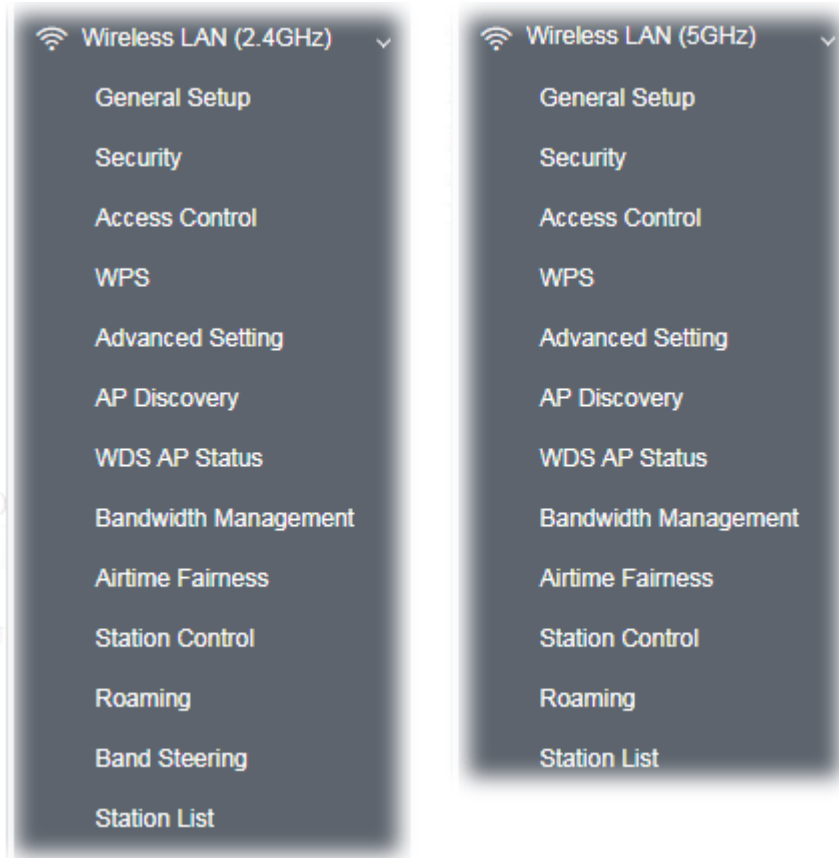 Wireless LAN (2.4GHz)
General Setup
Security
Access Control
WPS
Advanced Setting
AP Discovery
WDS AP Status
Bandwidth Management
Airtime Fairness
Station Control
Roaming
Band Steering
Station List
Wireless LAN (5GHz)
General Setup
Security
Access Control
WPS
Advanced Setting
AP Discovery
WDS AP Status
Bandwidth Management
Airtime Fairness
Station Control
Roaming
Station List